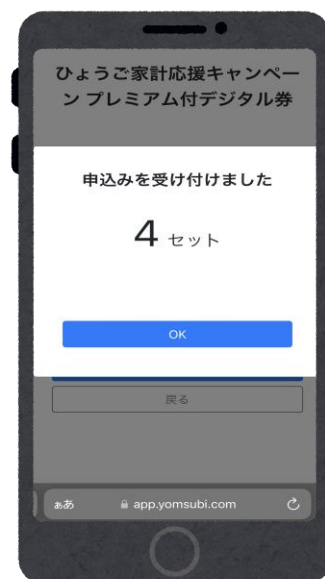 ひょうご家計応援キャンペー
ン プレミアム付デジタル券
申込みを受け付けました
4 セット
OK
戻る
ぁあ app.yomsubi.com